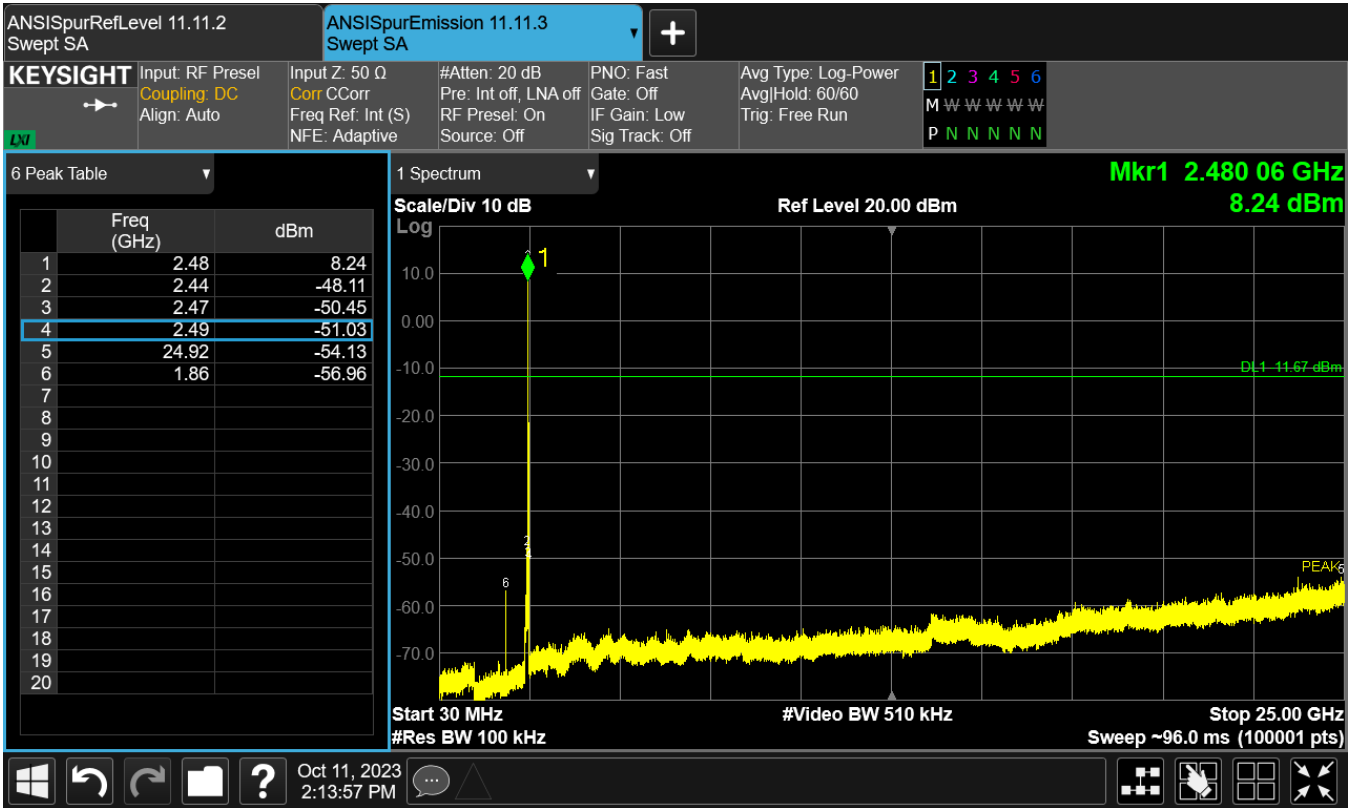 ANSISpurRefLevel 11.11.2
Swept SA
ANSISpurEmission 11.11.3
Swept SA
KEYSIGHT
LXI
Input: RF Presel
Coupling: DC
Align: Auto
Input Z: 50 Ω
Corr CCorr
Freq Ref: Int (S)
NFE: Adaptive
#Atten: 20 dB
Pre: Int off, LNA off
RF Presel: On
Source: Off
PNO: Fast
Gate: Off
IF Gain: Low
Sig Track: Off
Avg Type: Log-Power
Avg|Hold: 60/60
Trig: Free Run
1 2 3 4 5 6
M W W W W W
P N N N N N
6 Peak Table
Freq (GHz) dBm
1 2.48 8.24
2 2.44 -48.11
3 2.47 -50.45
4 2.49 -51.03
5 24.92 -54.13
6 1.86 -56.96
7
8
9
10
11
12
13
14
15
16
17
18
19
20
1 Spectrum
Mkr1 2.480 06 GHz
8.24 dBm
Scale/Div 10 dB
Ref Level 20.00 dBm
Log
1
10.0
0.00
-10.0
DL1 -11.67 dBm
-20.0
-30.0
-40.0
2
-50.0
PEAK
5
6
-60.0
-70.0
Start 30 MHz
#Video BW 510 kHz
Stop 25.00 GHz
#Res BW 100 kHz
Sweep ~96.0 ms (100001 pts)
?
Oct 11, 2023
2:13:57 PM